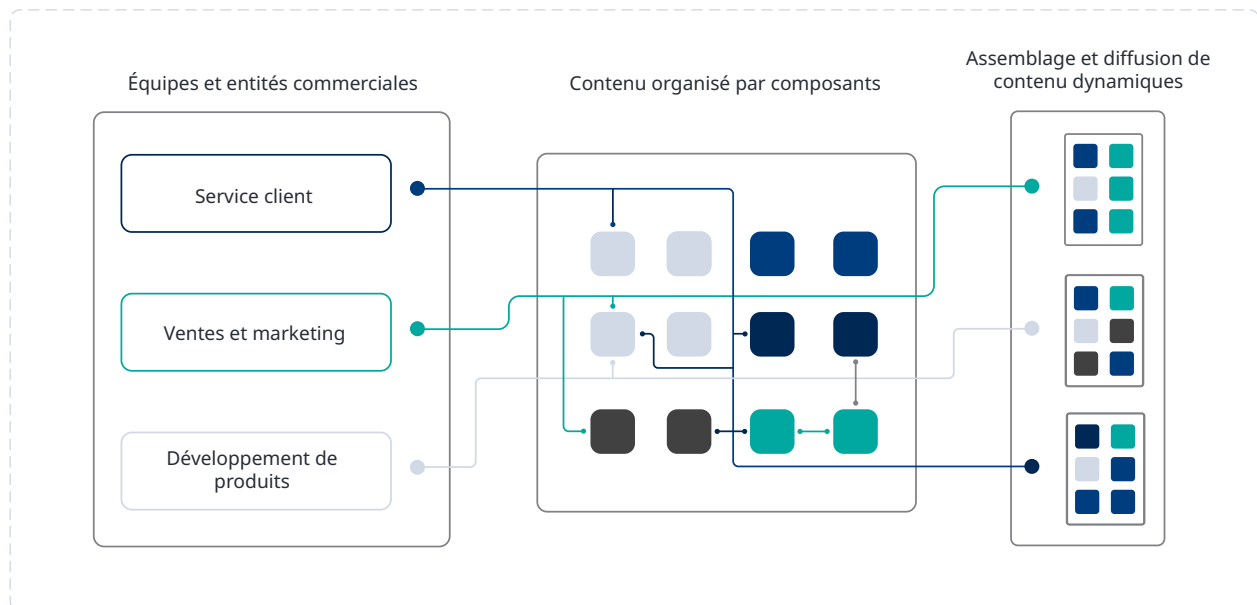 Équipes et entités commerciales
Service client
Ventes et marketing
Développement de
produits
Contenu organisé par composants
Assemblage et diffusion de
contenu dynamiques